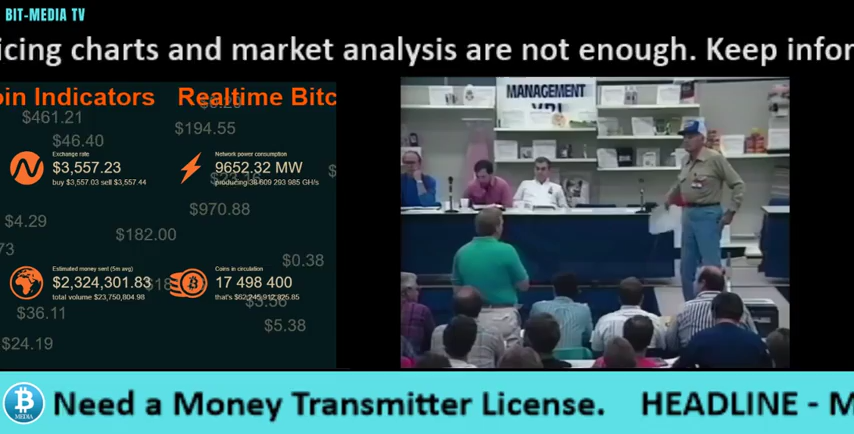 BIT-MEDIA TV
icing charts and market analysis are not enough. Keep infor
oin Indicators Realtime Bitc
$461.21
$46.40
$194.55
Exchange rate
$3,557.23
buy $3,557.03 sell $3,557.44
Network power consumption
9652.32 MW
$970.88
$4.29
$182.00
73
$0.38
Estimated money sent (5m avg)
$2,324,301.83
total volume $23,750,804.98
Coins in circulation
17 498 400
$36.11
$5.38
$24.19
MANAGEMENT
B
MEDIA
Need a Money Transmitter License. HEADLINE - M